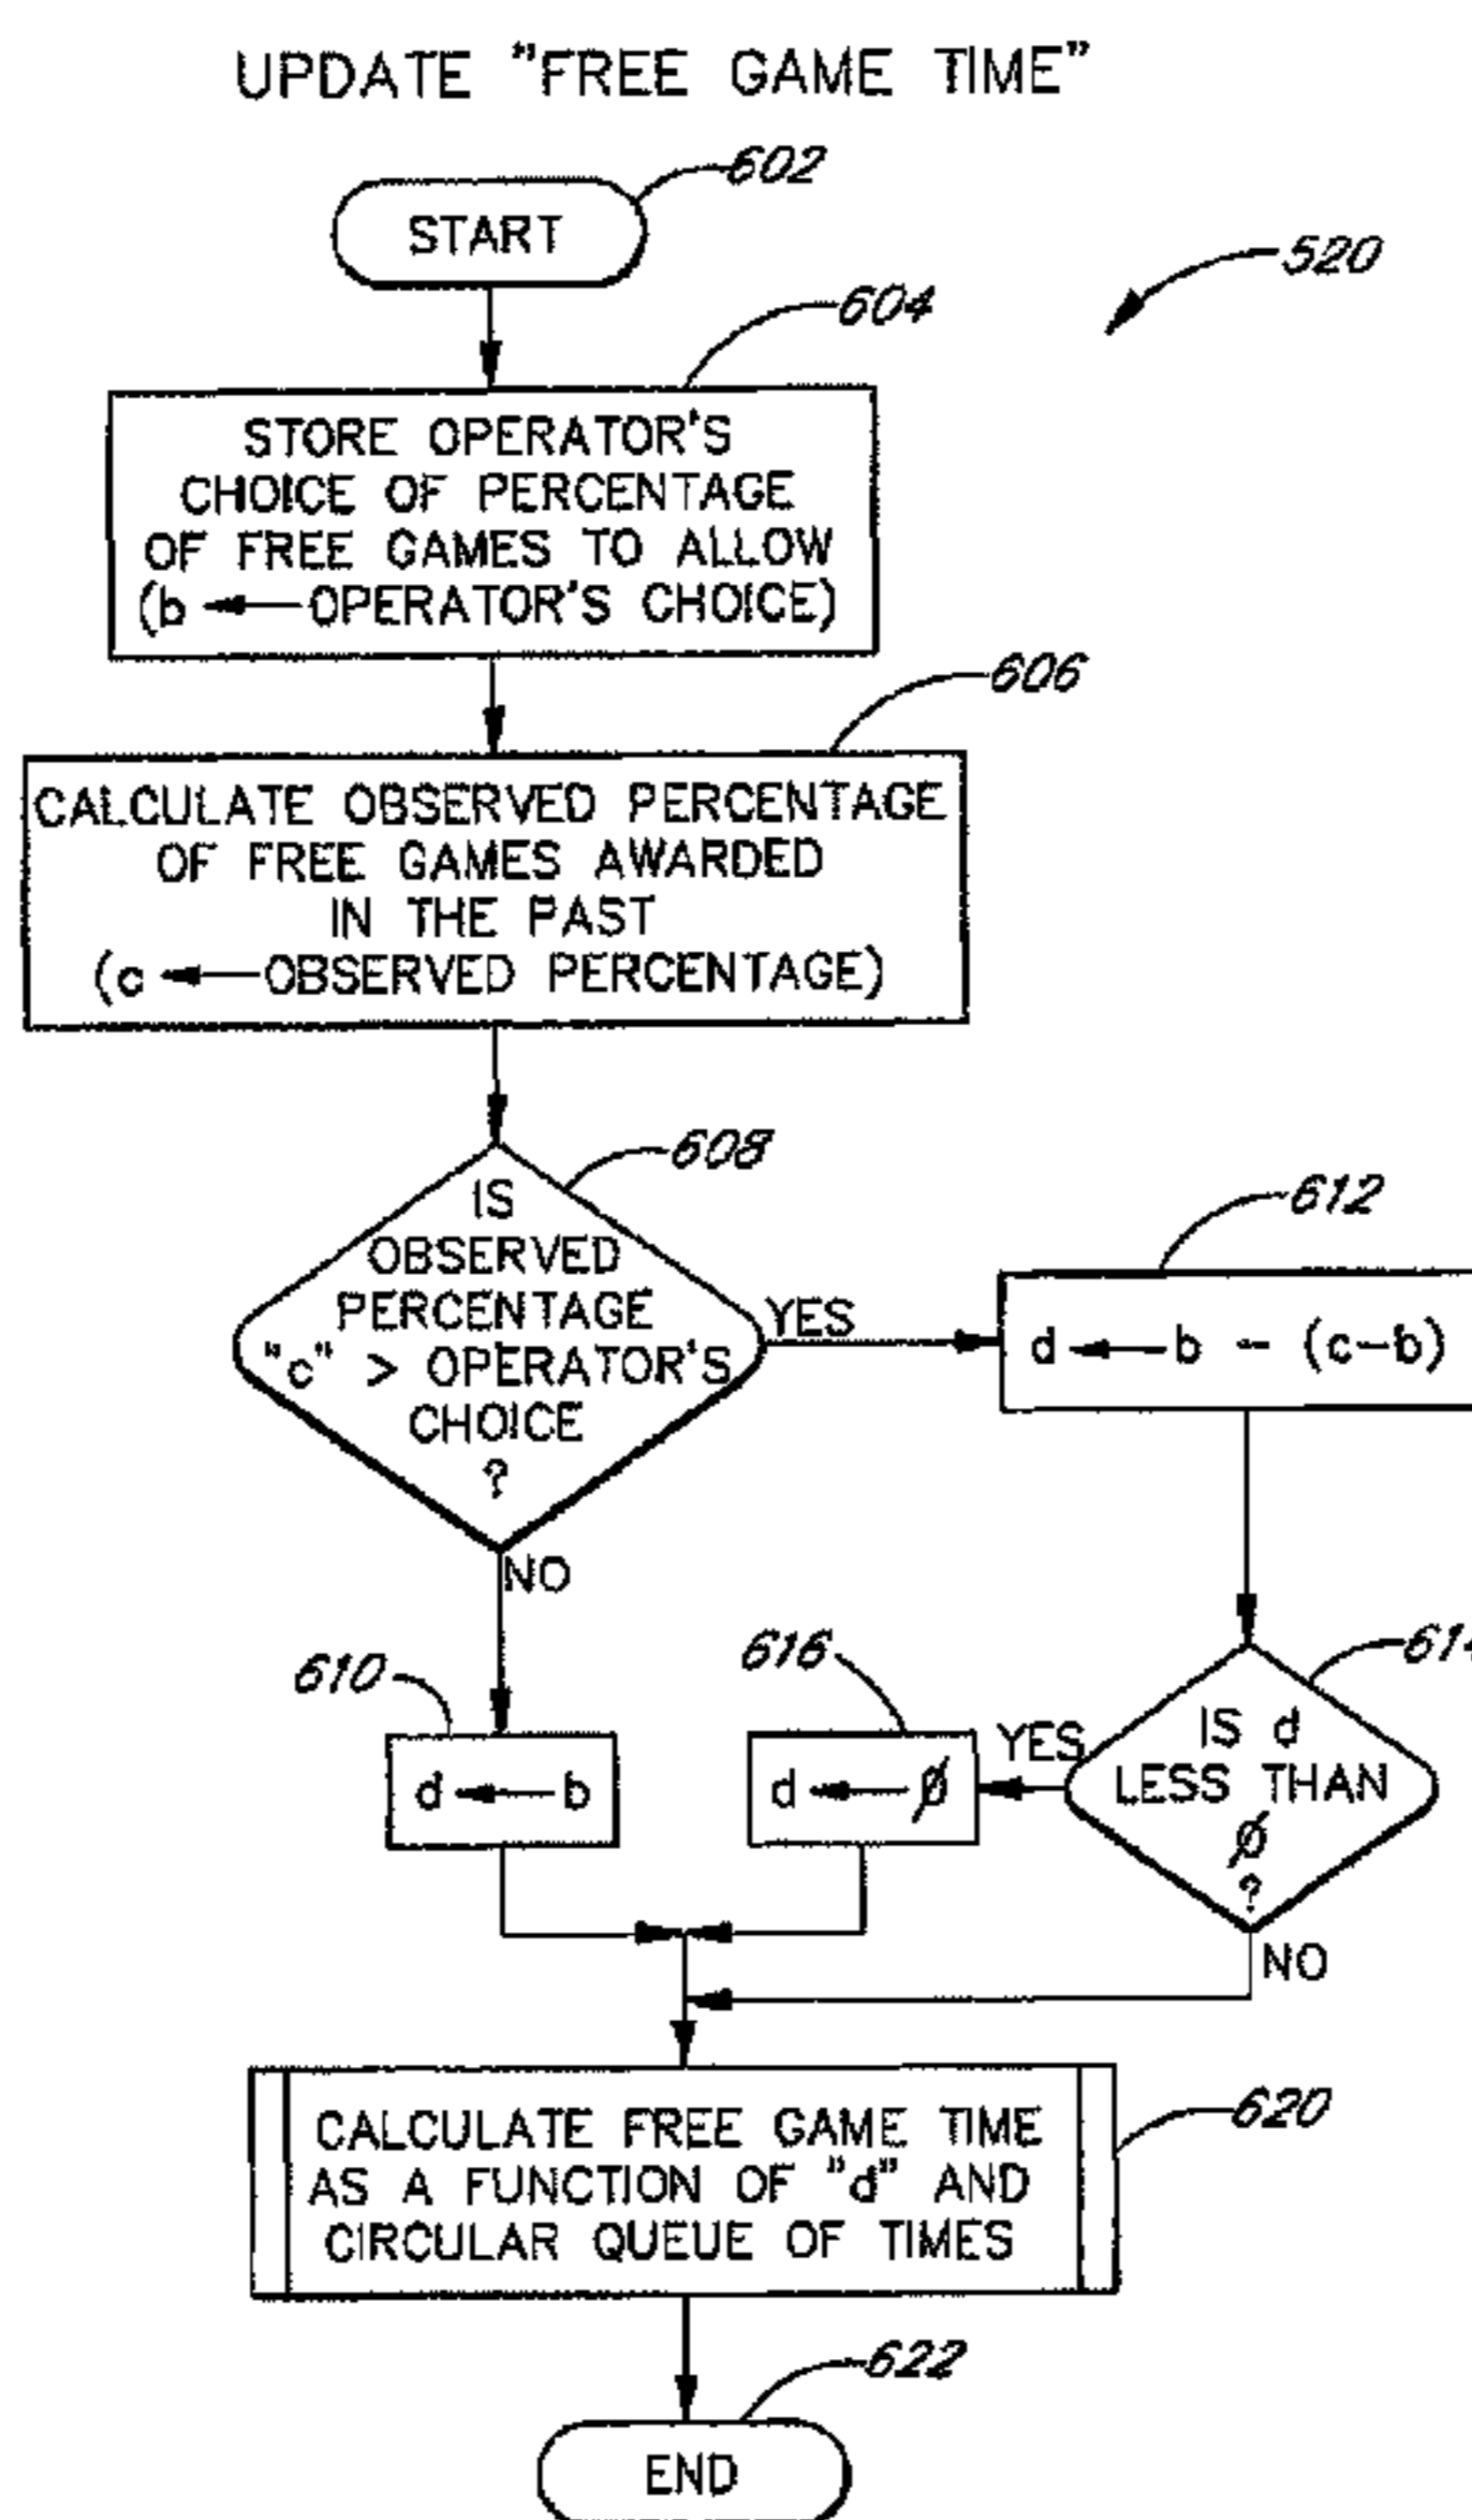 UPDATE "FREE GAME TIME"
602
START
520
604
STORE OPERATOR'S
CHOICE OF PERCENTAGE
OF FREE GAMES TO ALLOW
(b ← OPERATOR'S CHOICE)
606
CALCULATE OBSERVED PERCENTAGE
OF FREE GAMES AWARDED
IN THE PAST
(c ← OBSERVED PERCENTAGE)
608
IS
OBSERVED
PERCENTAGE
"c" > OPERATOR'S
CHOICE
?
YES
612
d ← b - (c-b)
NO
610
d ← b
616
d ← Ø
YES
IS d
LESS THAN
Ø
?
NO
620
CALCULATE FREE GAME TIME
AS A FUNCTION OF "d" AND
CIRCULAR QUEUE OF TIMES
622
END